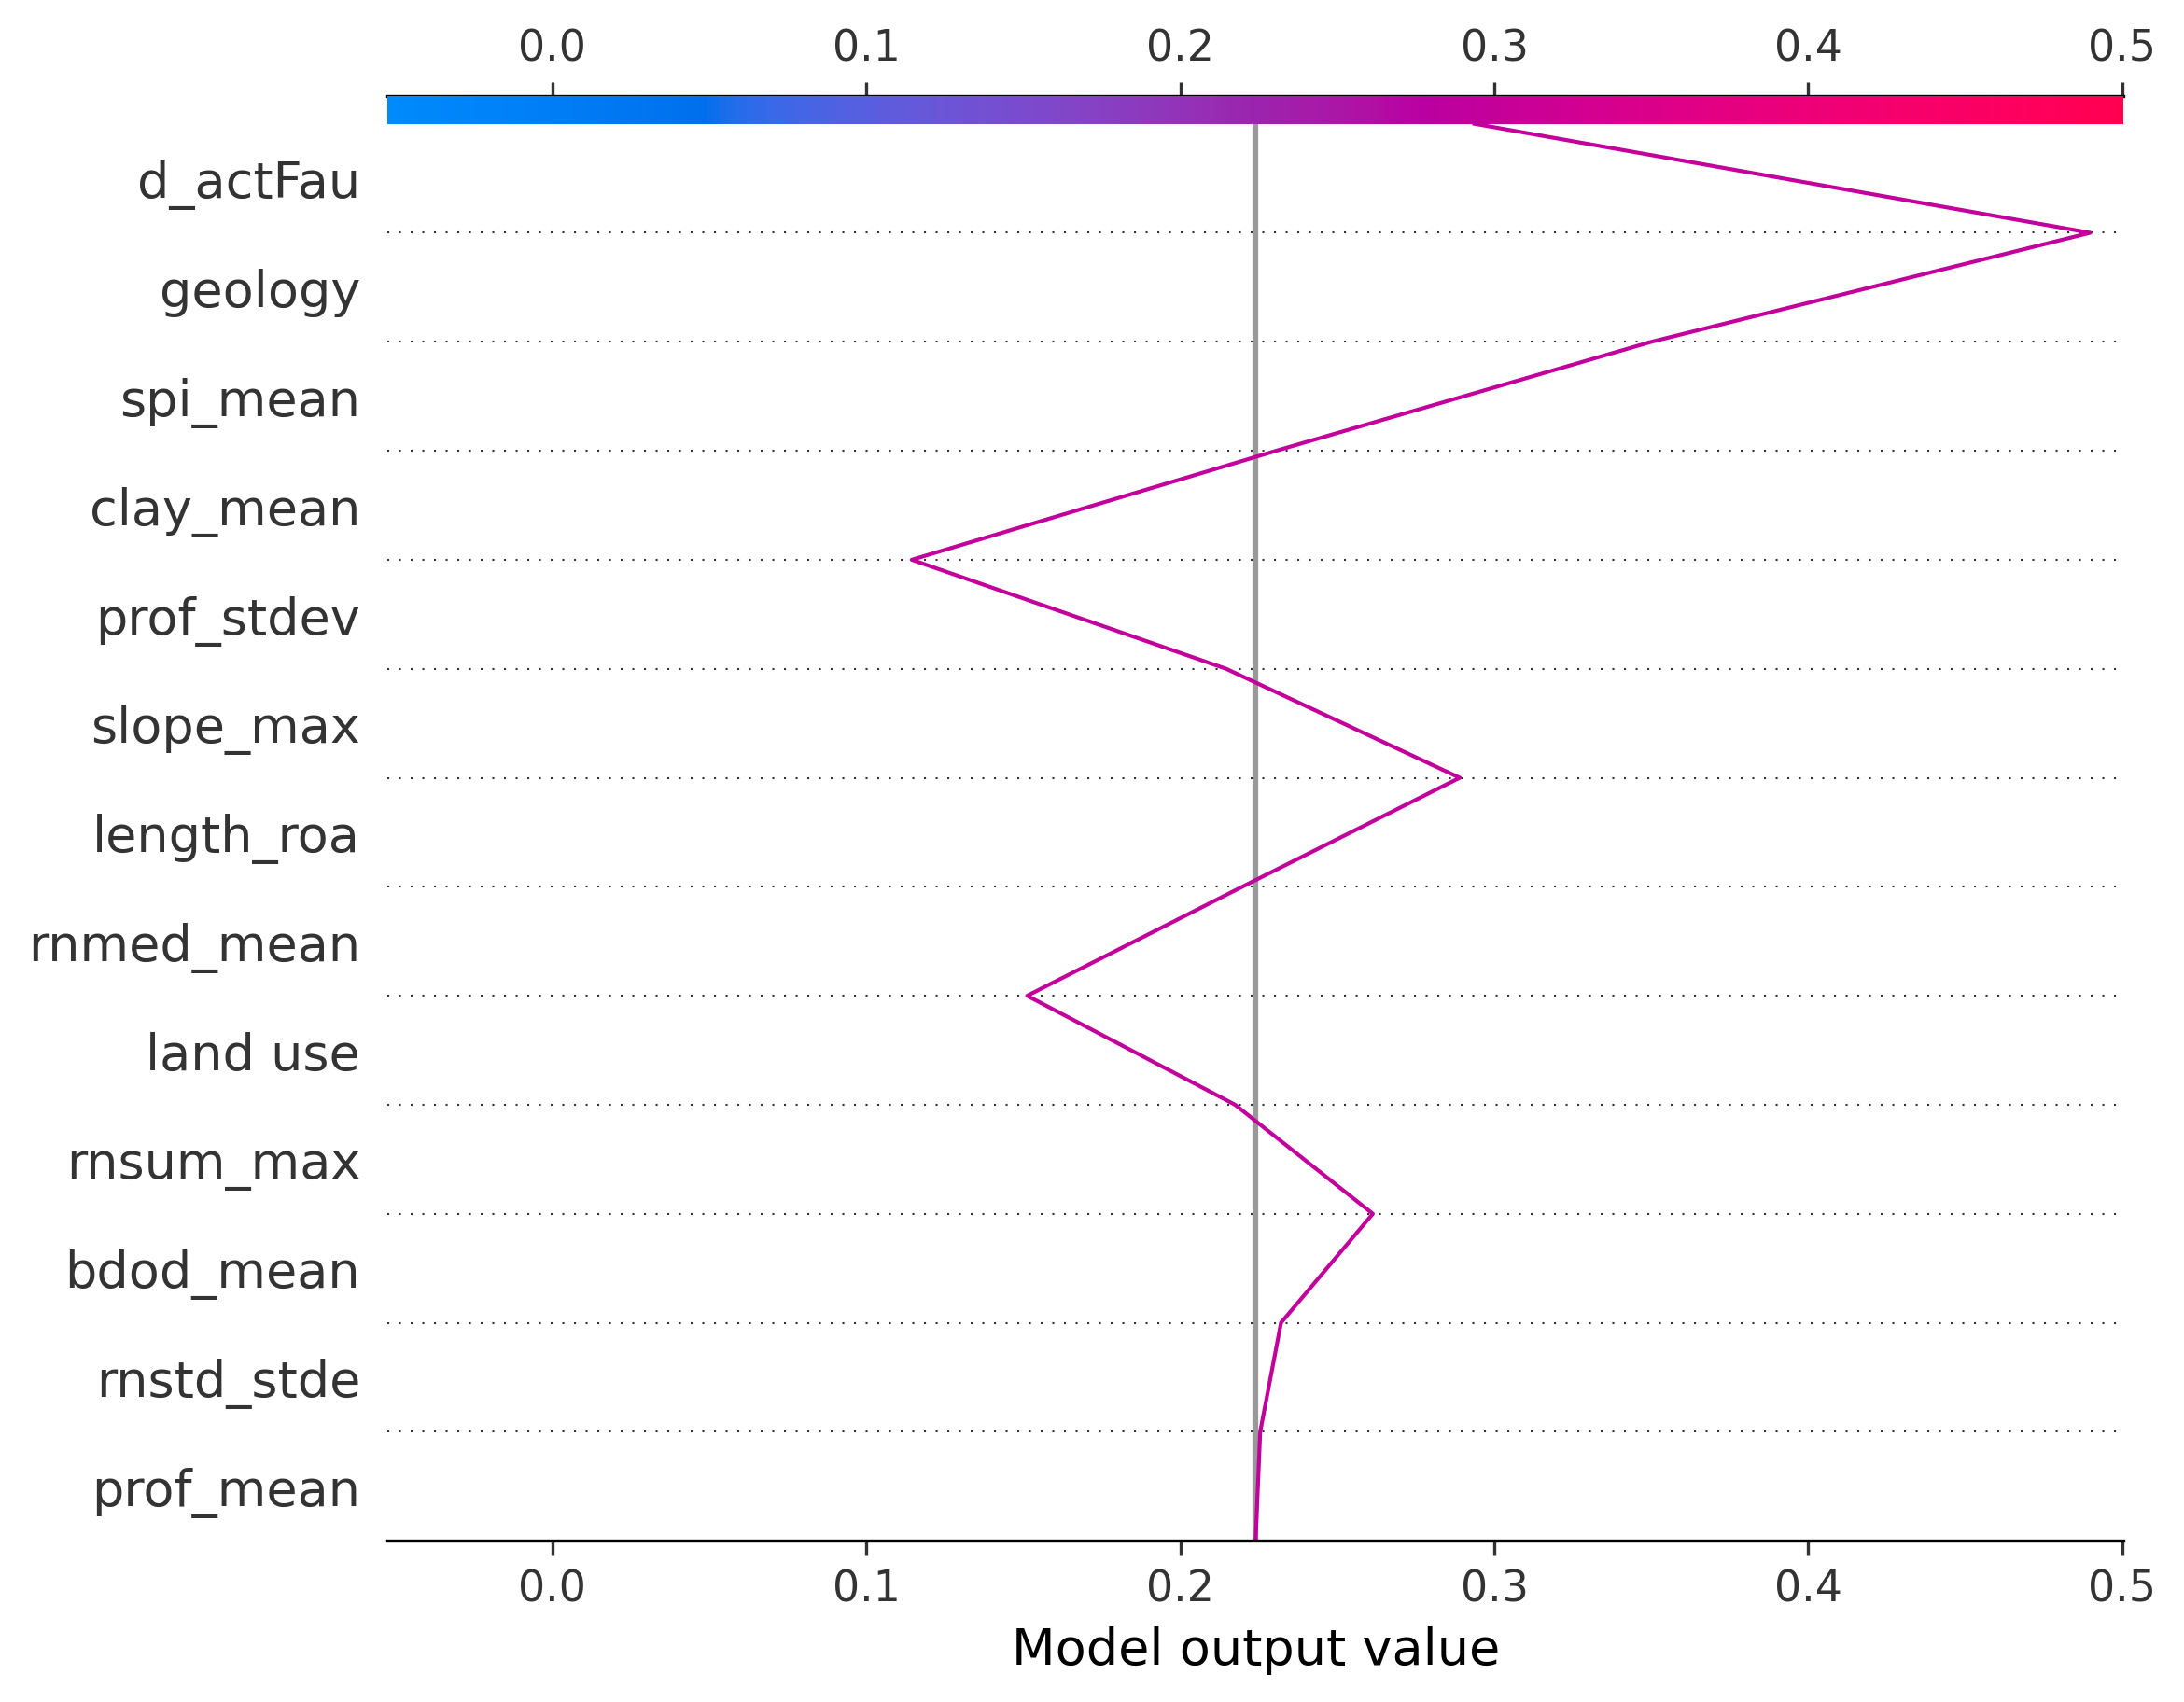 0.0 0.1 0.2 0.3 0.4 0.5
d_actFau
geology
spi_mean
clay_mean
prof_stdev
slope_max
length_roa
rnmed_mean
land use
rnsum_max
bdod_mean
rnstd_stde
prof_mean
0.0 0.1 0.2 0.3 0.4 0.5
Model output value